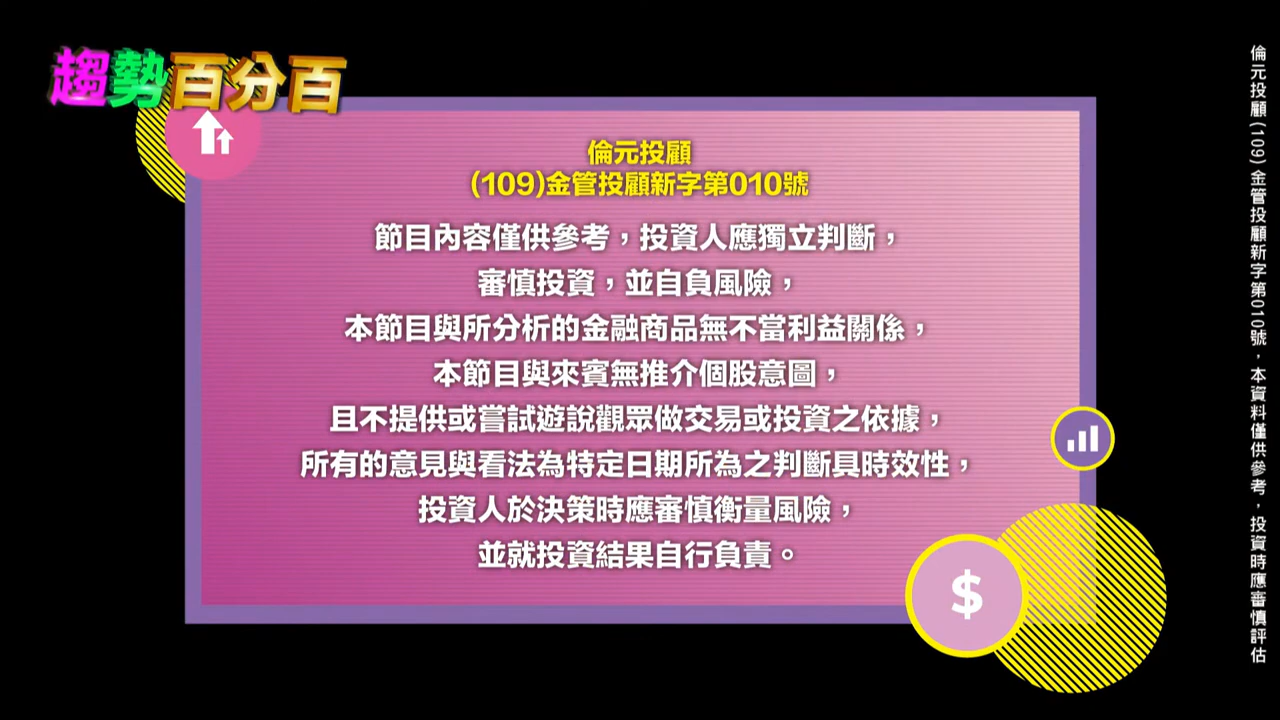 趨勢百分百
倫元投顧
(109)金管投顧新字第010號
節目內容僅供參考，投資人應獨立判斷，
審慎投資，並自負風險，
本節目與所分析的金融商品無不當利益關係，
本節目與來賓無推介個股意圖，
且不提供或嘗試遊說觀眾做交易或投資之依據，
所有的意見與看法為特定日期所為之判斷具時效性，
投資人於決策時應審慎衡量風險，
並就投資結果自行負責。
$
倫元投顧(109)金管投顧新字第010號，本資料僅供參考，投資時應審慎評估